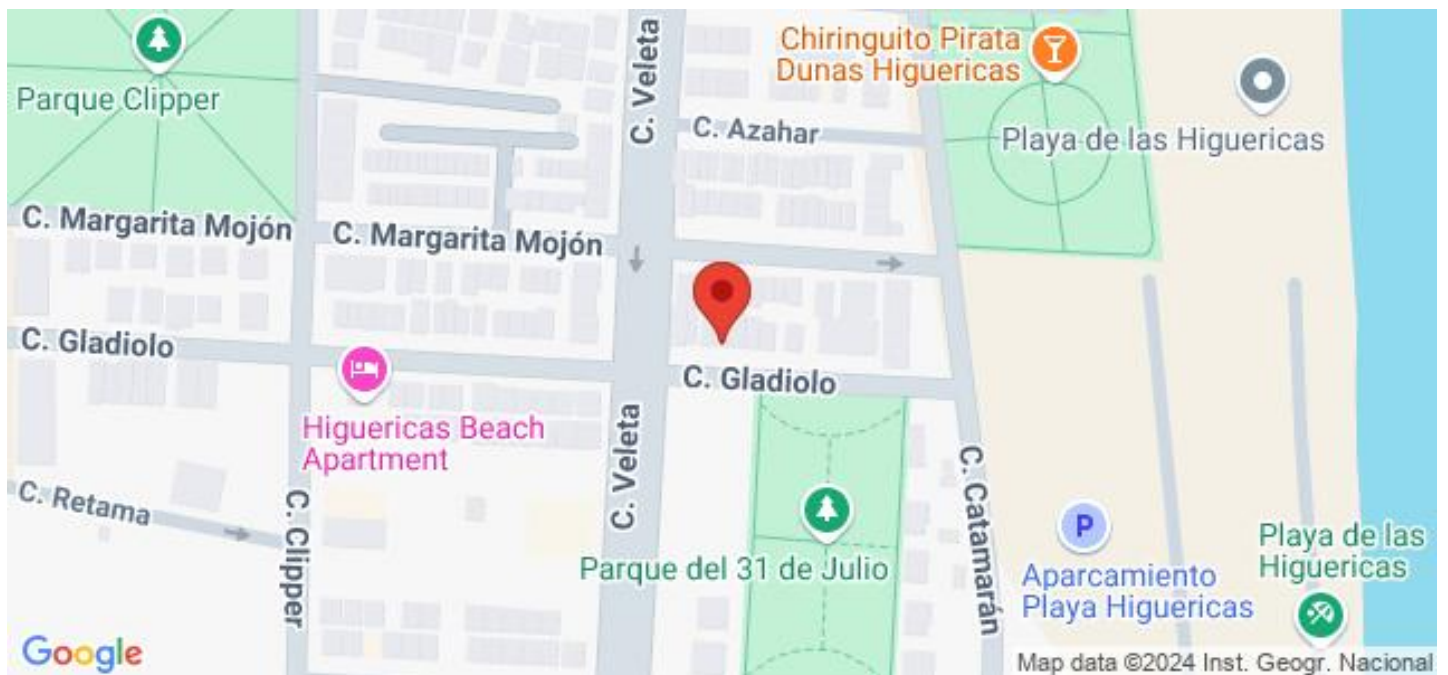 C. Veleta
Chiringuito Pirata
Dunas Higuericas
Parque Clipper
C. Azahar
Playa de las Higuericas
C. Margarita Mojón
C. Margarita Mojón
C. Gladiolo
C. Gladiolo
Higuericas Beach
Apartment
C. Veleta
C. Retama
C. Clipper
C. Catamarán
P
Parque del 31 de Julio
Aparcamiento
Playa Higuericas
Playa de las
Higuericas
Google
Map data ©2024 Inst. Geogr. Nacional